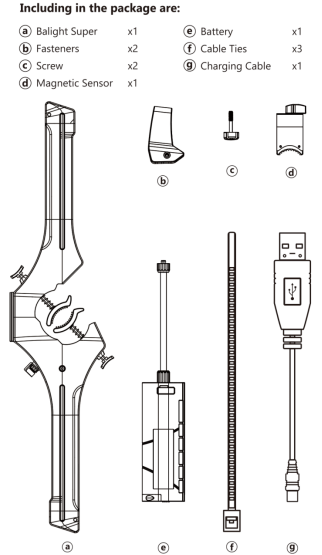 Including in the package are:
ⓐ Balight Super x1
ⓑ Fasteners x2
ⓒ Screw x2
ⓓ Magnetic Sensor x1
ⓔ Battery x1
ⓕ Cable Ties x3
ⓖ Charging Cable x1
ⓑ
ⓒ
ⓓ
ⓐ
ⓔ
ⓕ
ⓖ